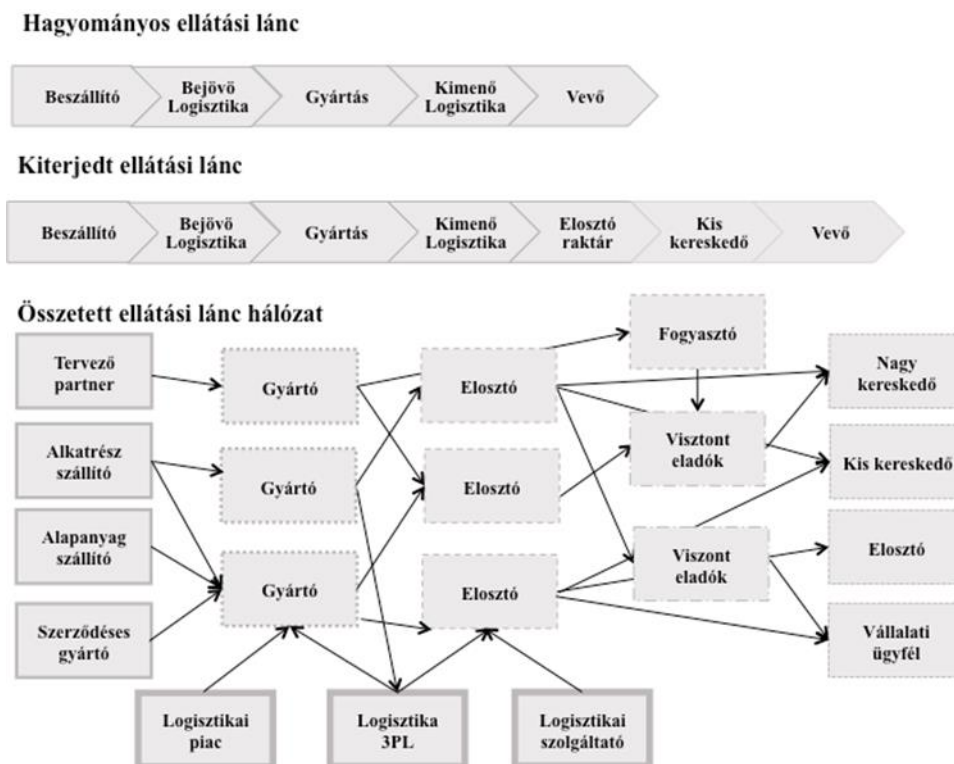 Hagyományos ellátási lánc
Beszállító
Bejövö
Logisztika
Gyártás
Kimenő
Logisztika
Vevő
Kiterjedt ellátási lánc
Beszállító
Bejövö
Logisztika
Gyártás
Kimenő
Logisztika
Elosztó
raktár
Kis
kereskedő
Vevő
Összetett ellátási lánc hálózat
Tervező
partner
Alkatrész
szállító
Alapanyag
szállító
Szerződéses
gyártó
Gyártó
Gyártó
Gyártó
Elosztó
Elosztó
Elosztó
Fogyasztó
Visztont
eladók
Viszont
eladók
Nagy
kereskedő
Kis kereskedő
Elosztó
Vállalati
ügyfél
Logisztikai
piac
Logisztika
3PL
Logisztikai
szolgáltató